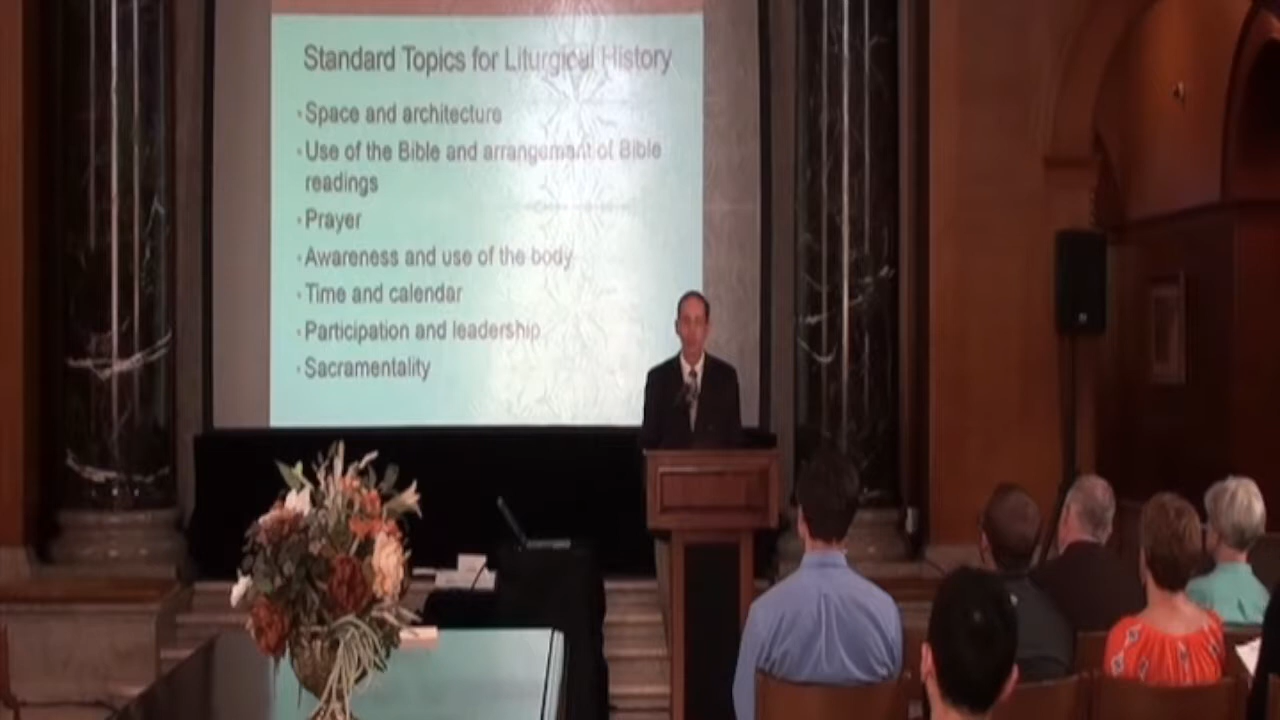 Standard Topics for Liturgical History
• Space and architecture
• Use of the Bible and arrangement of Bible
readings
• Prayer
• Awareness and use of the body
• Time and calendar
• Participation and leadership
• Sacramentality